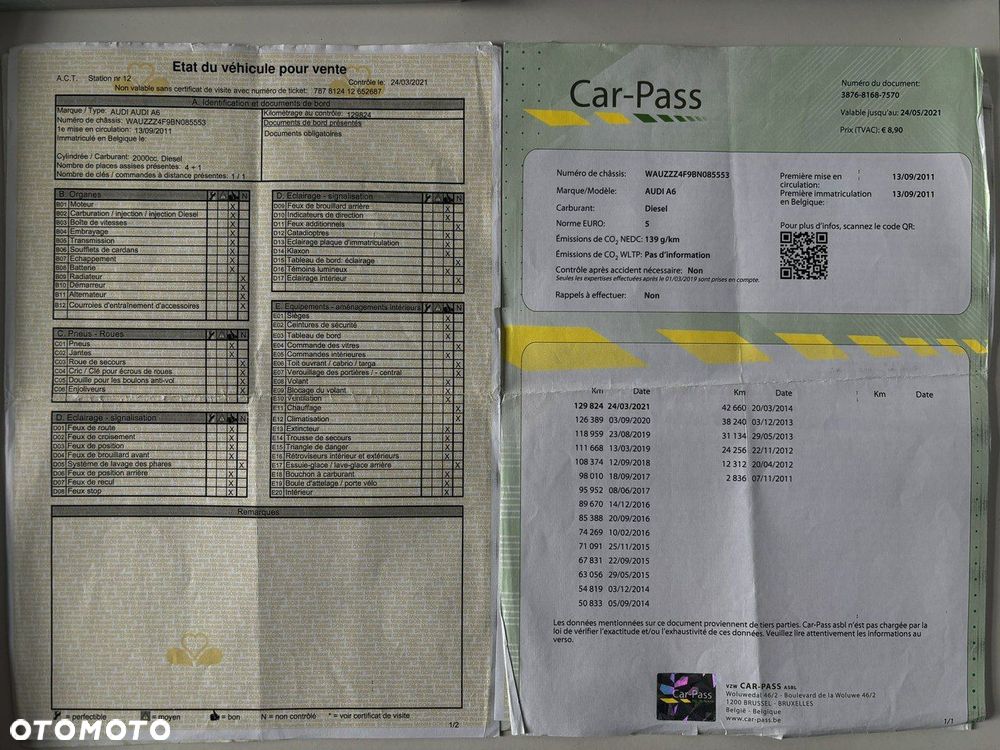 Etat du véhicule pour vente
A.C.T. Station nr 12
Contrôle le: 24/03/2021
Non valable sans certificat de visite avec numéro de ticket: 787 8124 12 652687
A. Identification et documents de bord
Marque / Type: AUDI AUDI A6
Numéro de châssis: WAUZZZ4F9BN085553
1e mise en circulation: 13/09/2011
Immatriculé en Belgique le:
Cylindrée / Carburant: 2000cc, Diesel
Nombre de places assises présentes: 4 + 1
Nombre de clés / commandes à distance présentes: 1 / 1
Kilométrage au contrôle: 129824
Documents de bord présentés
Documents obligatoires
B. Organes N
B01 Moteur X
B02 Carburation / injection / injection Diesel X
B03 Boîte de vitesses X
B04 Embrayage X
B05 Transmission X
B06 Soufflets de cardans X
B07 Echappement X
B08 Batterie X
B09 Radiateur X
B10 Démarreur X
B11 Alternateur X
B12 Courroies d'entraînement d'accessoires X
C. Pneus - Roues N
C01 Pneus X
C02 Jantes X
C03 Roue de secours X
C04 Cric / Clé pour écrous de roues X
C05 Douille pour les boulons anti-vol X
C06 Enjoliveurs X
D. Eclairage - signalisation N
D01 Feux de route X
D02 Feux de croisement X
D03 Feux de position X
D04 Feux de brouillard avant X
D05 Système de lavage des phares X
D06 Feux de position arrière X
D07 Feux de recul X
D08 Feux stop X
D. Eclairage - signalisation N
D09 Feux de brouillard arrière X
D10 Indicateurs de direction X
D11 Feux additionnels X
D12 Catadioptres X
D13 Eclairage plaque d'immatriculation X
D14 Klaxon X
D15 Tableau de bord: éclairage X
D16 Témoins lumineux X
D17 Eclairage intérieur X
E. Equipements - aménagements intérieurs N
E01 Sièges X
E02 Ceintures de sécurité X
E03 Tableau de bord X
E04 Commande des vitres X
E05 Commandes intérieures X
E06 Toit ouvrant / cabrio / targa X
E07 Verouillage des portières / - central X
E08 Volant X
E09 Blocage du volant X
E10 Ventilation X
E11 Chauffage X
E12 Climatisation X
E13 Extincteur X
E14 Trousse de secours X
E15 Triangle de danger X
E16 Rétroviseurs intérieur et extérieurs X
E17 Essuie-glace / lave-glace arrière X
E18 Bouchon à carburant X
E19 Boule d'attelage / porte vélo X
E20 Intérieur X
Remarques
= perfectible = moyen = bon N = non contrôlé * = voir certificat de visite
1/2
OTOMOTO
Car-Pass
Numéro du document:
3876-8168-7570
Valable jusqu'au: 24/05/2021
Prix (TVAC): € 8,90
Numéro de châssis: WAUZZZ4F9BN085553
Marque/Modèle: AUDI A6
Carburant: Diesel
Norme EURO: 5
Émissions de CO2 NEDC: 139 g/km
Émissions de CO2 WLTP: Pas d'information
Contrôle après accident nécessaire: Non
Seules les expertises effectuées après le 01/03/2019 sont prises en compte.
Rappels à effectuer: Non
Première mise en circulation: 13/09/2011
Première immatriculation en Belgique: 13/09/2011
Pour plus d'infos, scannez le code QR:
Km Date
129 824 24/03/2021
126 389 03/09/2020
118 959 23/08/2019
111 668 13/03/2019
108 374 12/09/2018
98 010 18/09/2017
95 952 08/06/2017
89 670 14/12/2016
85 388 20/09/2016
74 269 10/02/2016
71 091 25/11/2015
67 831 22/09/2015
63 056 29/05/2015
54 819 03/12/2014
50 833 05/09/2014
Km Date
42 660 20/03/2014
38 240 03/12/2013
31 134 29/05/2013
24 256 22/11/2012
12 312 20/04/2012
2 836 07/11/2011
Km Date
Les données mentionnées sur ce document proviennent de tiers parties. Car-Pass asbl n'est pas chargée par la
loi de vérifier l'exactitude et/ou l'exhaustivité de ces données. Veuillez lire attentivement les informations au
verso.
Car-Pass
VZW CAR-PASS ASBL
Woluwedal 46/2 - Boulevard de la Woluwe 46/2
1200 BRUSSEL - BRUXELLES
België - Belgique
www.car-pass.be
1/1